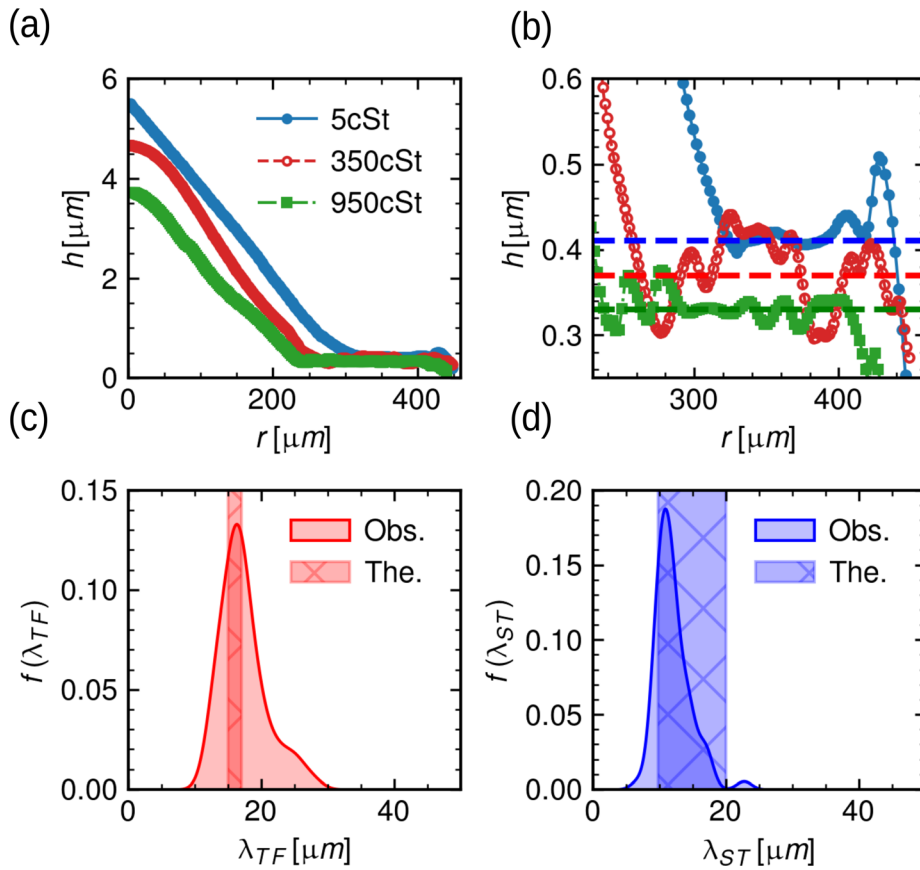 (a)
6
4
2
0
h [μm]
0
200
400
r [μm]
5cSt
350cSt
950cSt
(b)
0.6
0.5
0.4
0.3
h [μm]
300
400
r [μm]
(c)
0.15
0.10
0.05
0.00
f (λTF)
0
20
40
λTF [μm]
Obs.
The.
(d)
0.20
0.15
0.10
0.05
0.00
f (λST)
0
20
40
λST [μm]
Obs.
The.